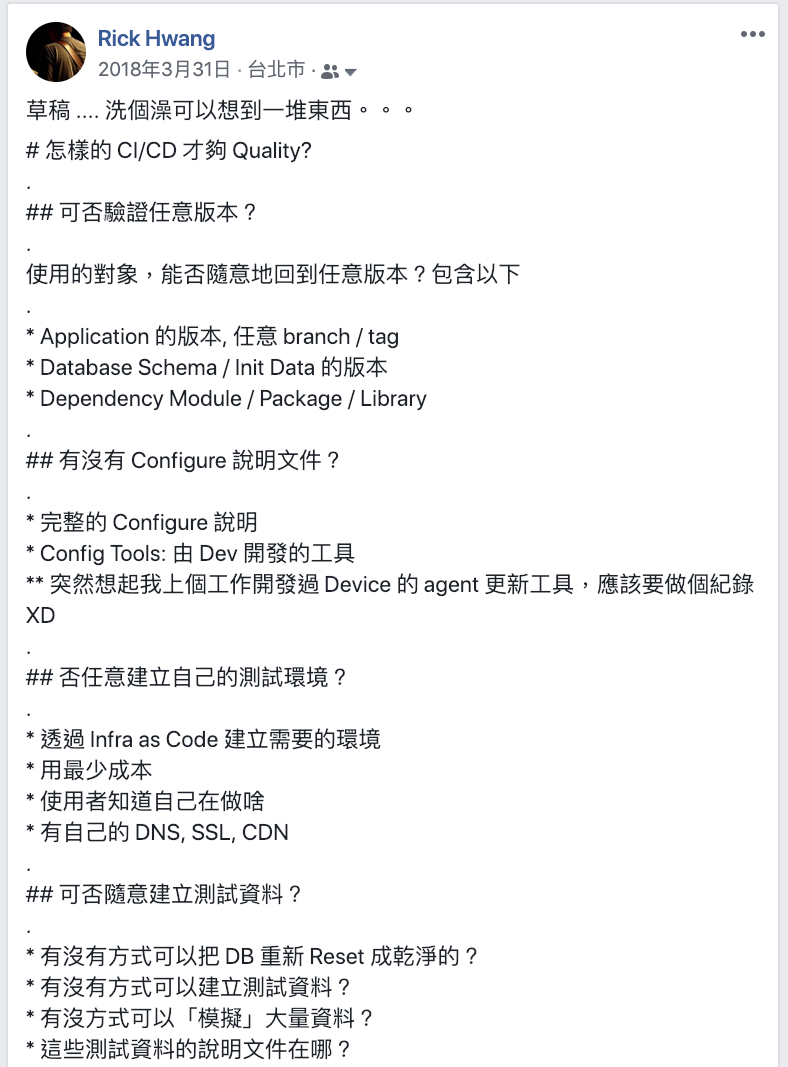 Rick Hwang
2018年3月31日 · 台北市 ·
草稿 .... 洗個澡可以想到一堆東西。。。
# 怎樣的 CI/CD 才夠 Quality?
.
## 可否驗證任意版本？
.
使用的對象，能否隨意地回到任意版本？包含以下
.
* Application 的版本, 任意 branch / tag
* Database Schema / Init Data 的版本
* Dependency Module / Package / Library
.
## 有沒有 Configure 說明文件？
.
* 完整的 Configure 說明
* Config Tools: 由 Dev 開發的工具
** 突然想起我上個工作開發過 Device 的 agent 更新工具，應該要做個紀錄
XD
.
## 否任意建立自己的測試環境？
.
* 透過 Infra as Code 建立需要的環境
* 用最少成本
* 使用者知道自己在做啥
* 有自己的 DNS, SSL, CDN
.
## 可否隨意建立測試資料？
.
* 有沒有方式可以把 DB 重新 Reset 成乾淨的？
* 有沒有方式可以建立測試資料？
* 有沒方式可以「模擬」大量資料？
* 這些測試資料的說明文件在哪？